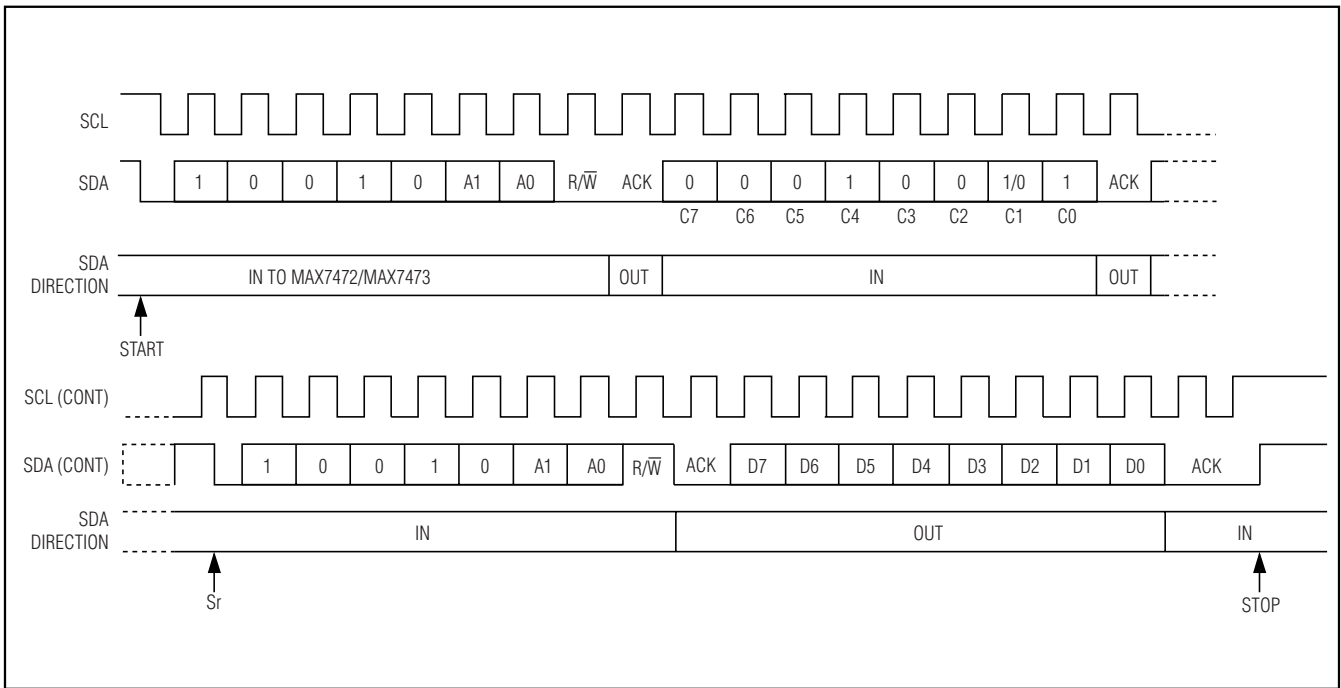 SCL
SDA 1 0 0 1 0 A1 A0 R/W̅ ACK 0 0 0 1 0 0 1/0 1 ACK
C7 C6 C5 C4 C3 C2 C1 C0
SDA
DIRECTION
IN TO MAX7472/MAX7473 OUT IN OUT
START
SCL (CONT)
SDA (CONT) 1 0 0 1 0 A1 A0 R/W̅ ACK D7 D6 D5 D4 D3 D2 D1 D0 ACK
SDA
DIRECTION
IN OUT IN
Sr STOP